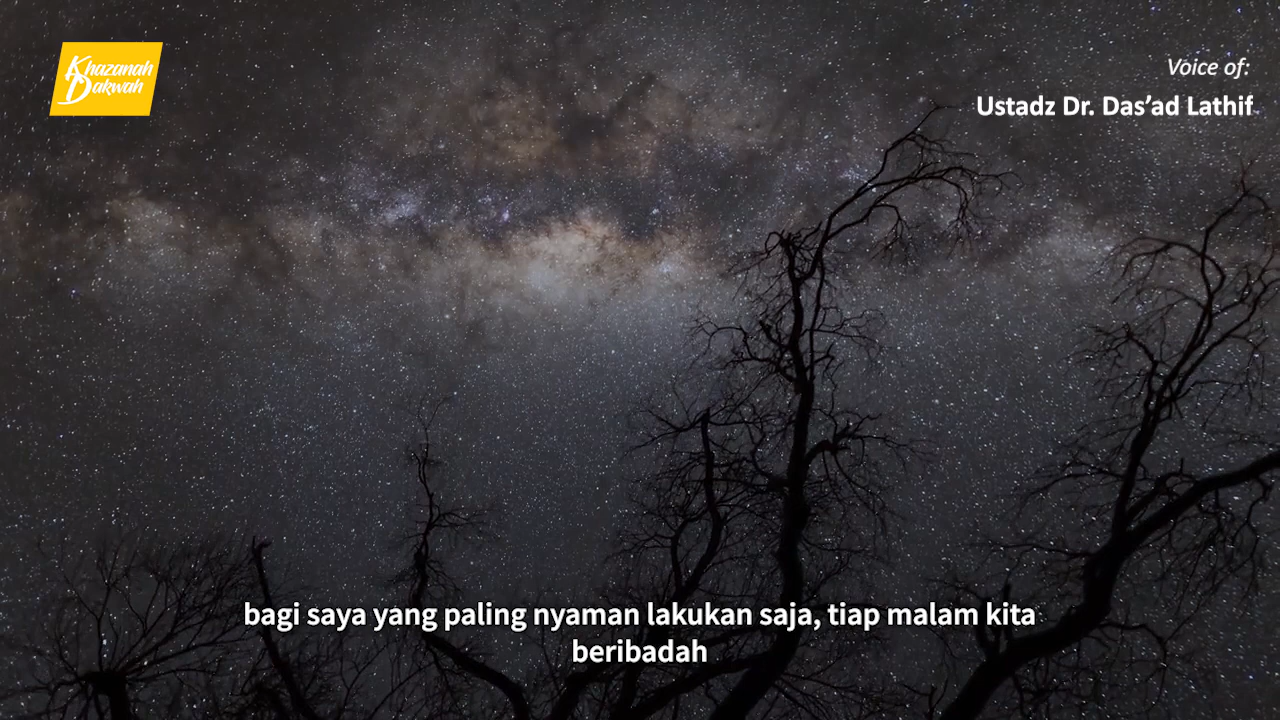 Khazanah
Dakwah
Voice of:
Ustadz Dr. Das'ad Lathif
bagi saya yang paling nyaman lakukan saja, tiap malam kita
beribadah